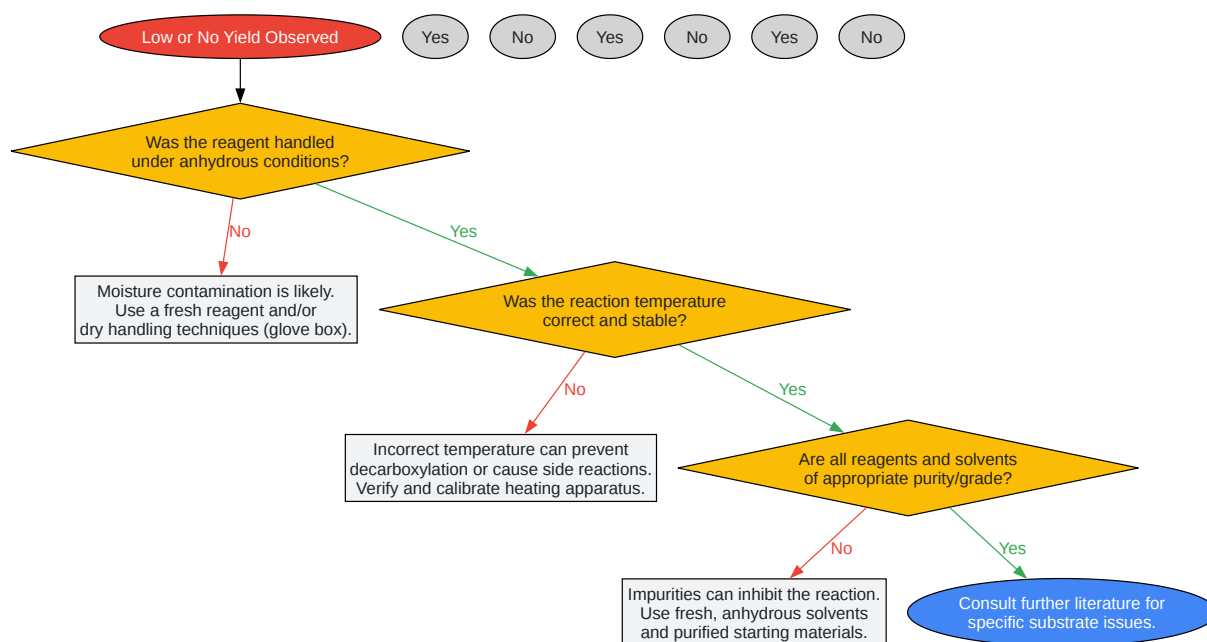 Low or No Yield Observed
Yes
No
Yes
No
Yes
No
Was the reagent handled
under anhydrous conditions?
No
Yes
Moisture contamination is likely.
Use a fresh reagent and/or
dry handling techniques (glove box).
Was the reaction temperature
correct and stable?
No
Yes
Incorrect temperature can prevent
decarboxylation or cause side reactions.
Verify and calibrate heating apparatus.
Are all reagents and solvents
of appropriate purity/grade?
No
Yes
Impurities can inhibit the reaction.
Use fresh, anhydrous solvents
and purified starting materials.
Consult further literature for
specific substrate issues.